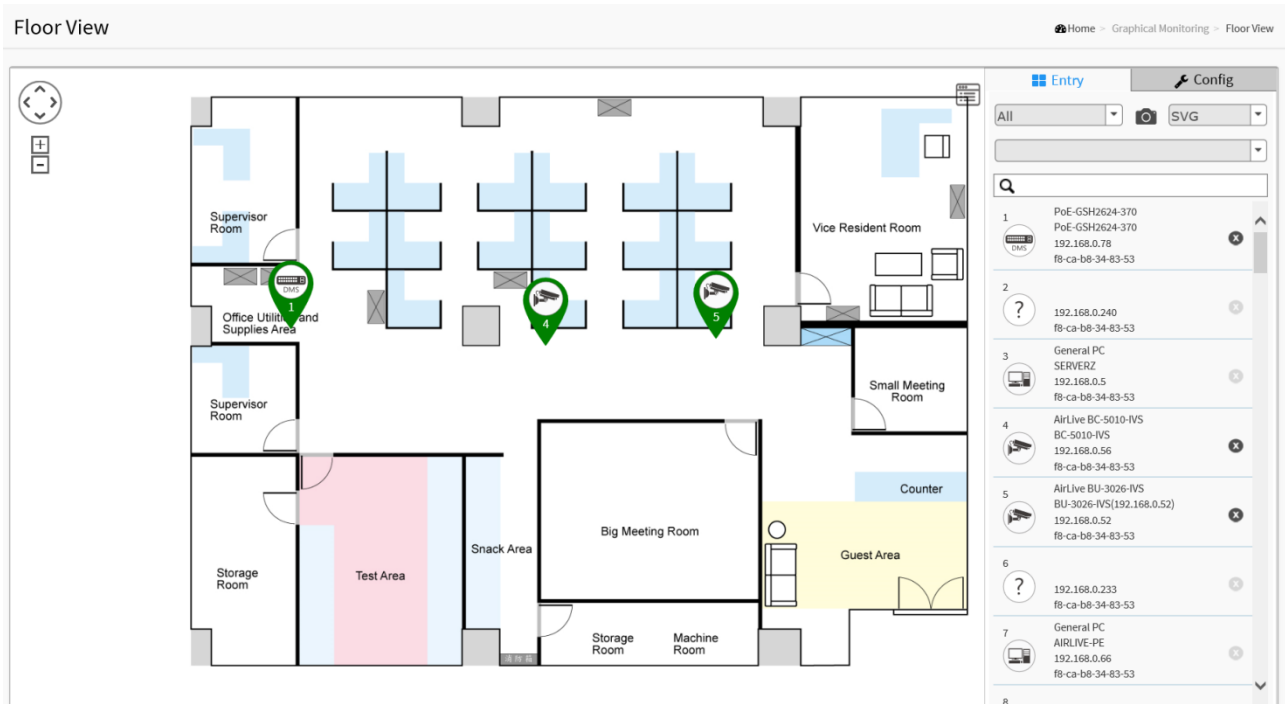 Floor View
Home > Graphical Monitoring > Floor View
Entry
Config
All
SVG
Supervisor
Room
Vice Resident Room
DMS
1
Office Utilities and
Supplies Area
4
5
Supervisor
Room
Small Meeting
Room
Counter
Big Meeting Room
Snack Area
Guest Area
Storage
Room
Test Area
Storage
Room
Machine
Room
1
DMS
PoE-GSH2624-370
PoE-GSH2624-370
192.168.0.78
f8-ca-b8-34-83-53
2
?
192.168.0.240
f8-ca-b8-34-83-53
3
General PC
SERVERZ
192.168.0.5
f8-ca-b8-34-83-53
4
AirLive BC-5010-IVS
BC-5010-IVS
192.168.0.56
f8-ca-b8-34-83-53
5
AirLive BU-3026-IVS
BU-3026-IVS(192.168.0.52)
192.168.0.52
f8-ca-b8-34-83-53
6
?
192.168.0.233
f8-ca-b8-34-83-53
7
General PC
AIRLIVE-PE
192.168.0.66
f8-ca-b8-34-83-53
8